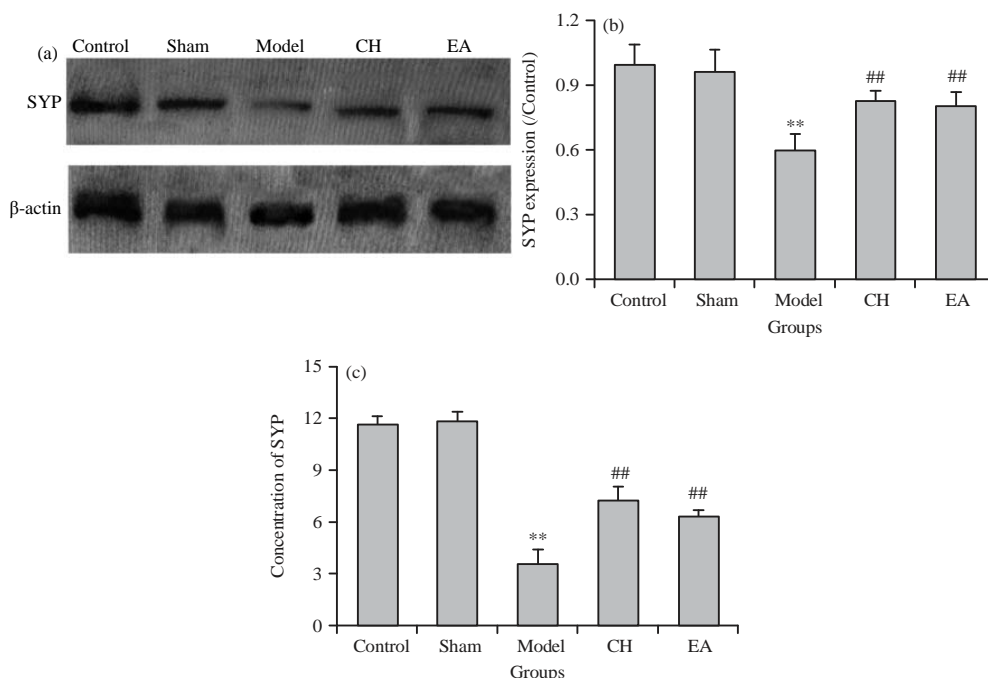 (a)
Control Sham Model CH EA
SYP
β-actin
(b)
SYP expression (/Control)
1.2
0.9
0.6
0.3
0.0
**
##
##
Control Sham Model CH EA
Groups
(c)
Concentration of SYP
15
12
9
6
3
0
**
##
##
Control Sham Model CH EA
Groups